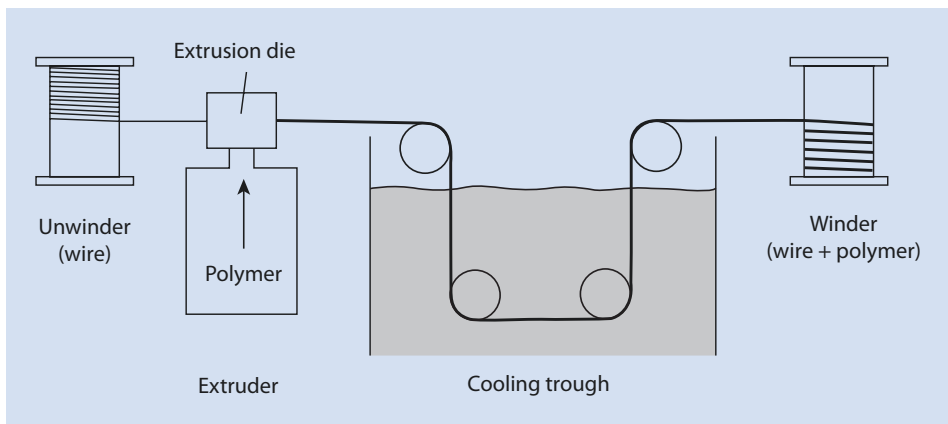 Extrusion die
Unwinder
(wire)
Polymer
Extruder
Cooling trough
Winder
(wire + polymer)